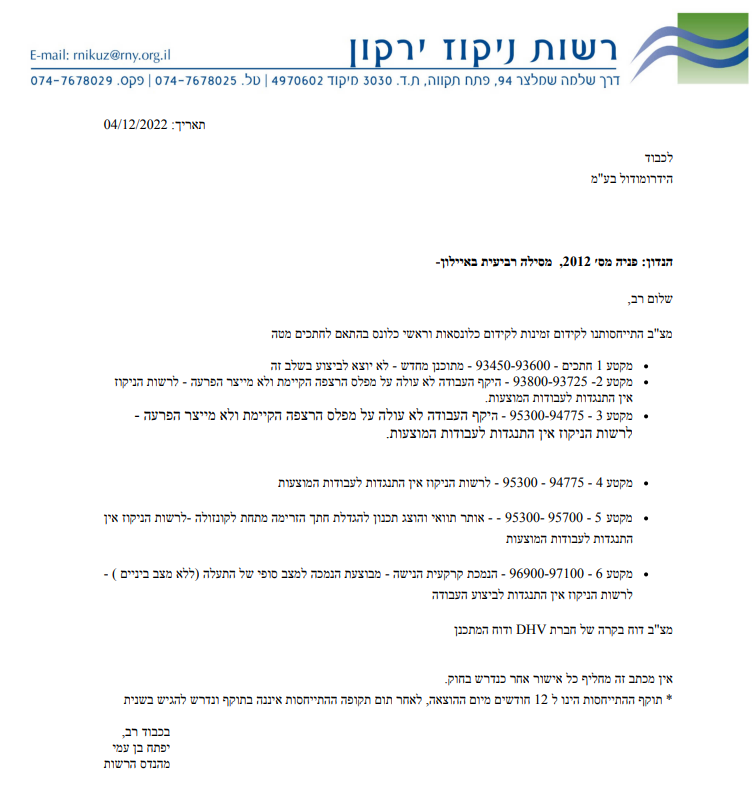 רשות ניקוז ירקון
E-mail: rnikuz@rny.org.il
דרך שלמה שמלצר 94, פתח תקווה, ת.ד. 3030 מיקוד 4970602 | טל. 074-7678025 | פקס. 074-7678029
תאריך: 04/12/2022
לכבוד
הידרומודול בע"מ
הנדון: פניה מס' 2012, מסילה רביעית באיילון-
שלום רב,
מצ"ב התייחסותנו לקידום זמינות לקידום כלונסאות וראשי כלונס בהתאם לחתכים מטה
• מקטע 1 חתכים - 93450-93600 - מתוכנן מחדש - לא יוצא לביצוע בשלב זה
• מקטע 2- 93800-93725 - היקף העבודה לא עולה על מפלס הרצפה הקיימת ולא מייצר הפרעה - לרשות הניקוז
אין התנגדות לעבודות המוצעות.
• מקטע 3 - 95300-94775 - היקף העבודה לא עולה על מפלס הרצפה הקיימת ולא מייצר הפרעה -
לרשות הניקוז אין התנגדות לעבודות המוצעות.
• מקטע 4 - 94775 - 95300 - לרשות הניקוז אין התנגדות לעבודות המוצעות
• מקטע 5 - 95700 -95300 - - אותר תוואי והוצג תכנון להגדלת חתך הזרימה מתחת לקונזולה -לרשות הניקוז אין
התנגדות לעבודות המוצעות
• מקטע 6 - 96900-97100 - הנמכת קרקעית הנישה - מבוצעת הנמכה למצב סופי של התעלה (ללא מצב ביניים ) -
לרשות הניקוז אין התנגדות לביצוע העבודה
מצ"ב דוח בקרה של חברת DHV ודוח המתכנן
אין מכתב זה מחליף כל אישור אחר כנדרש בחוק.
* תוקף ההתייחסות הינו ל 12 חודשים מיום ההוצאה, לאחר תום תקופה ההתייחסות איננה בתוקף ונדרש להגיש בשנית
בכבוד רב,
יפתח בן עמי
מהנדס הרשות